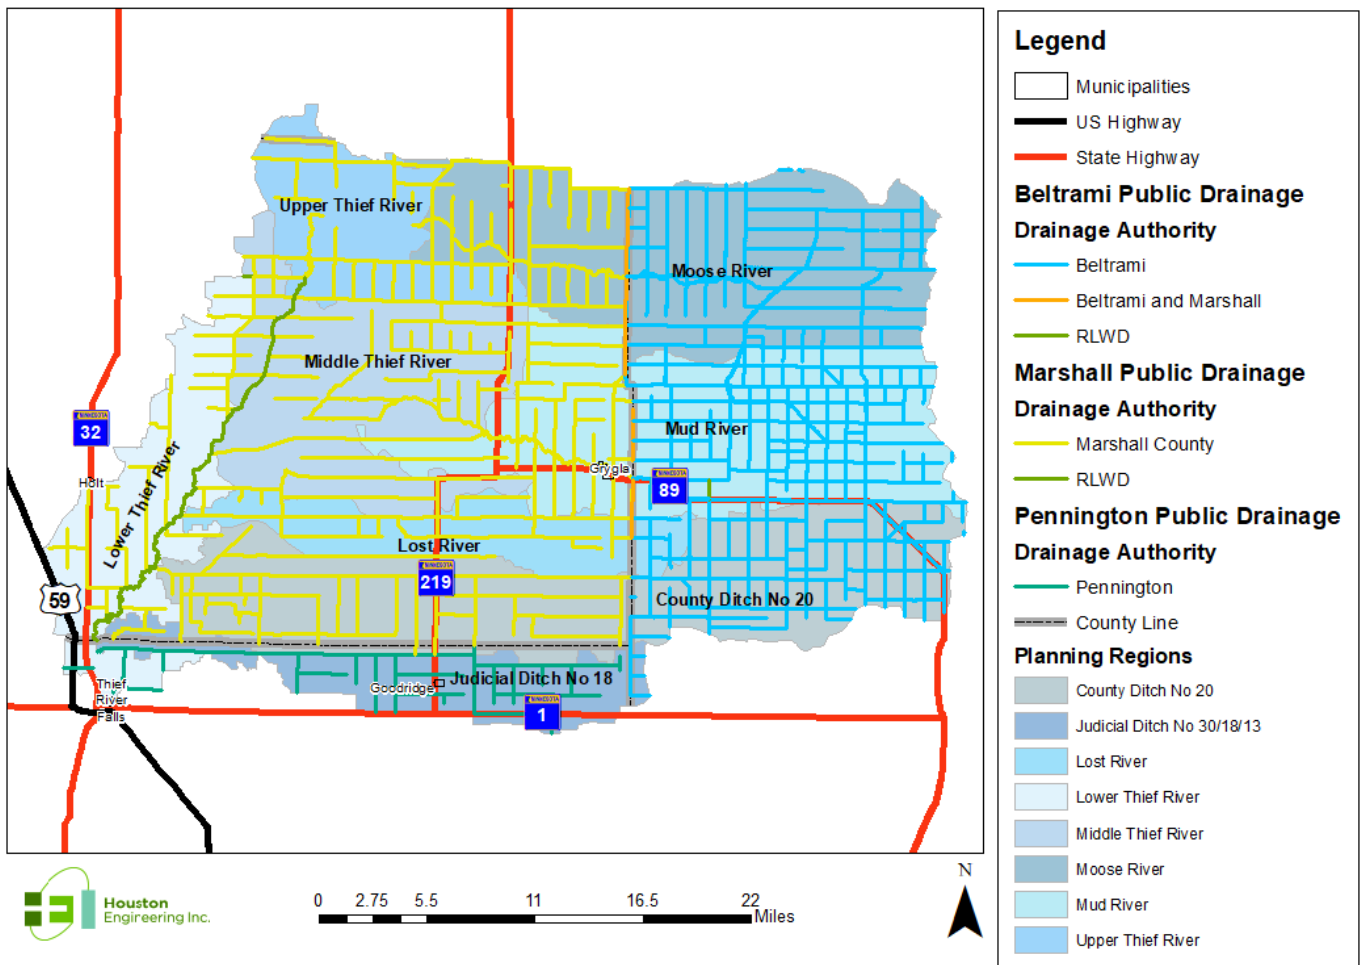 Upper Thief River
Moose River
Middle Thief River
MINNESOTA
32
Mud River
Grygla
Holt
MINNESOTA
89
Lower Thief River
Lost River
MINNESOTA
219
59
County Ditch No 20
Judicial Ditch No 18
Goodridge
Thief
River
Falls
MINNESOTA
1
Legend
Municipalities
US Highway
State Highway
Beltrami Public Drainage
Drainage Authority
Beltrami
Beltrami and Marshall
RLWD
Marshall Public Drainage
Drainage Authority
Marshall County
RLWD
Pennington Public Drainage
Drainage Authority
Pennington
County Line
Planning Regions
County Ditch No 20
Judicial Ditch No 30/18/13
Lost River
Lower Thief River
Middle Thief River
Moose River
Mud River
Upper Thief River
Houston
Engineering Inc.
0 2.75 5.5 11 16.5 22
Miles
N